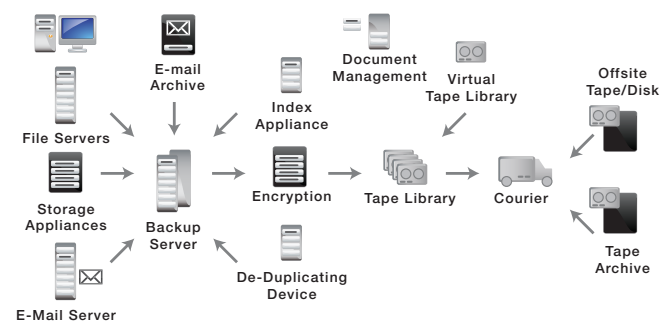 E-mail
Archive
Document
Management
Virtual
Tape Library
Offsite
Tape/Disk
File Servers
Index
Appliance
Storage
Appliances
Backup
Server
Encryption
Tape Library
Courier
E-Mail Server
De-Duplicating
Device
Tape
Archive